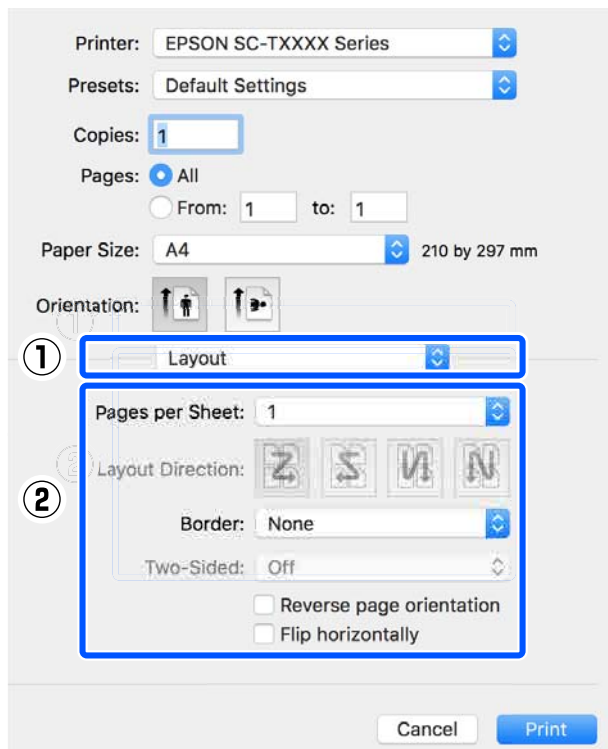 Printer: EPSON SC-TXXXX Series
Presets: Default Settings
Copies: 1
Pages: All
From: 1 to: 1
Paper Size: A4 210 by 297 mm
Orientation:
① Layout
Pages per Sheet: 1
② Layout Direction:
Border: None
Two-Sided: Off
Reverse page orientation
Flip horizontally
Cancel Print